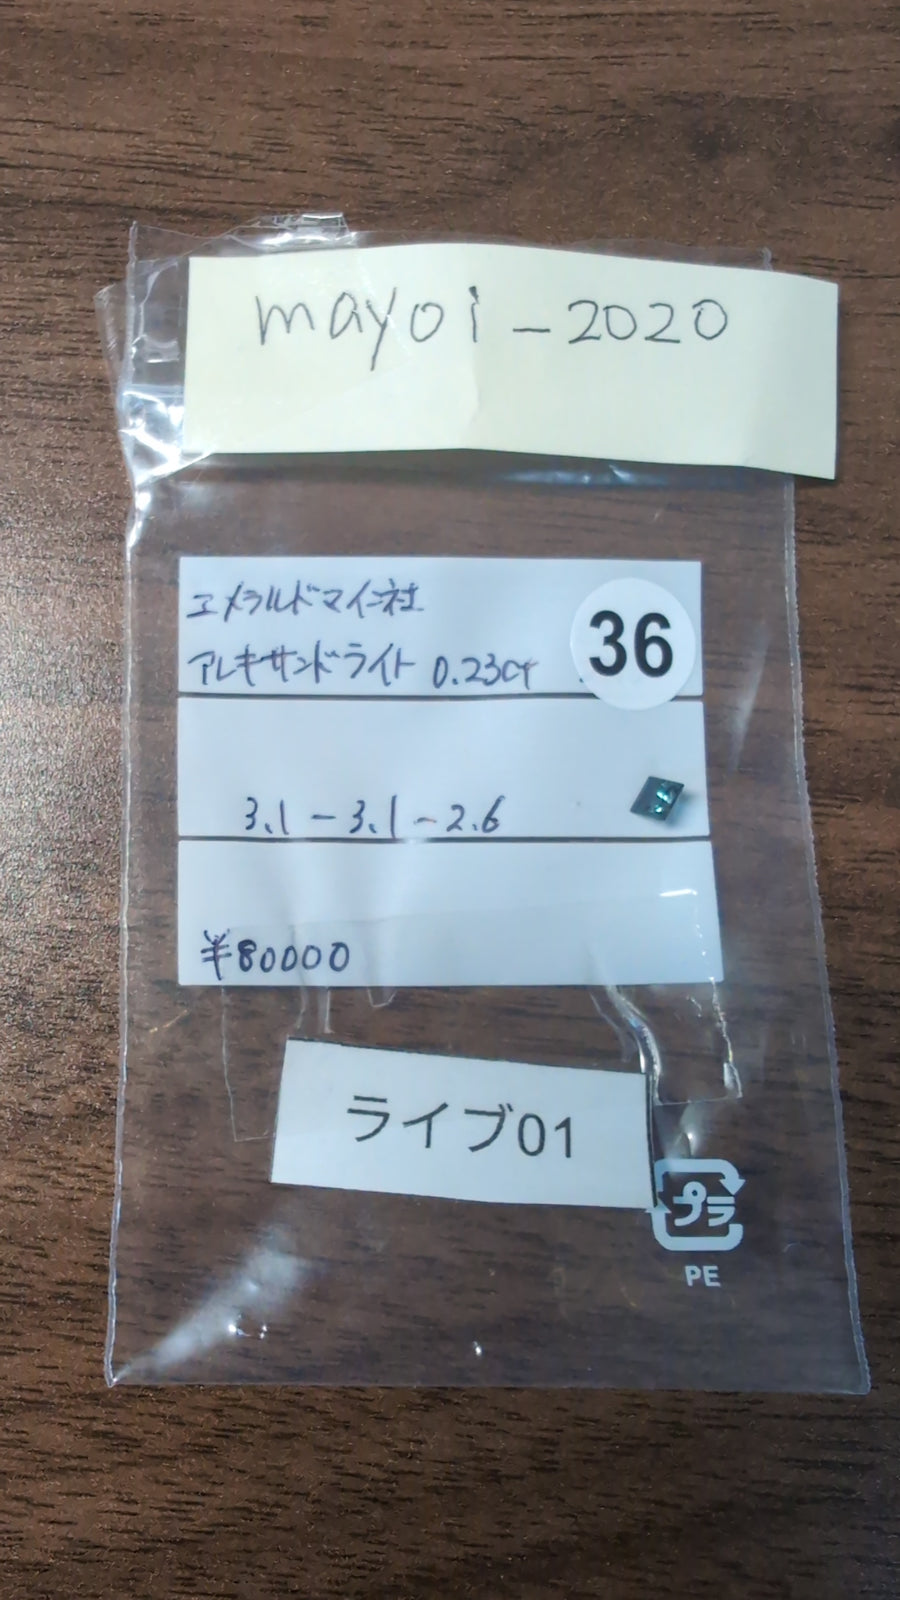 mayoi-2020
エメラルドマイン社
アレキサンドライト 0.23ct
36
3.1-3.1-2.6
¥80000
ライブ01
プラ
PE